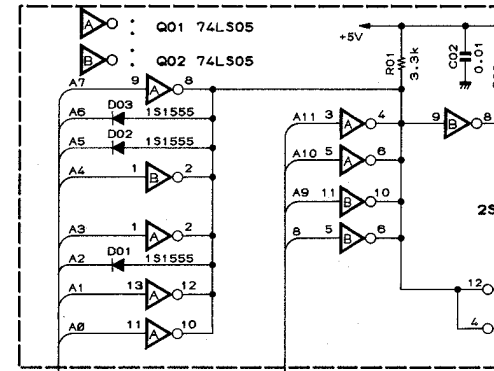 A : Q01 74LS05
B : Q02 74LS05
+5V
R01 3.3k
C02 0.01
A7 9 A 8
A6 D03 1S1555
A5 D02 1S1555
A4 1 B 2
A3 1 A 2
A2 D01 1S1555
A1 13 A 12
A0 11 A 10
A11 3 A 4
A10 5 A 6
A9 11 B 10
8 5 B 6
9 B 8
2S
12
4